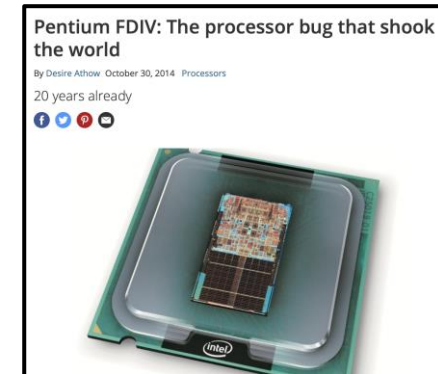 Pentium FDIV: The processor bug that shook
the world
By Desire Athow October 30, 2014 Processors
20 years already
intel